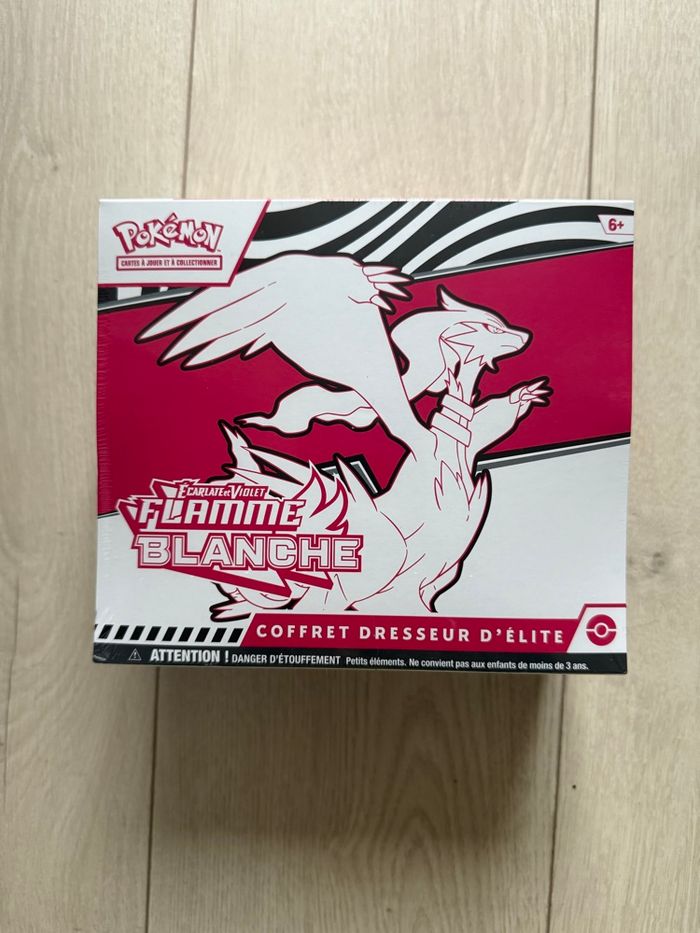 POKéMON
CARTES À JOUER ET À COLLECTIONNER
6+
ÉCARLATE ET VIOLET
FLAMME
BLANCHE
COFFRET DRESSEUR D'ÉLITE
ATTENTION ! DANGER D'ÉTOUFFEMENT Petits éléments. Ne convient pas aux enfants de moins de 3 ans.